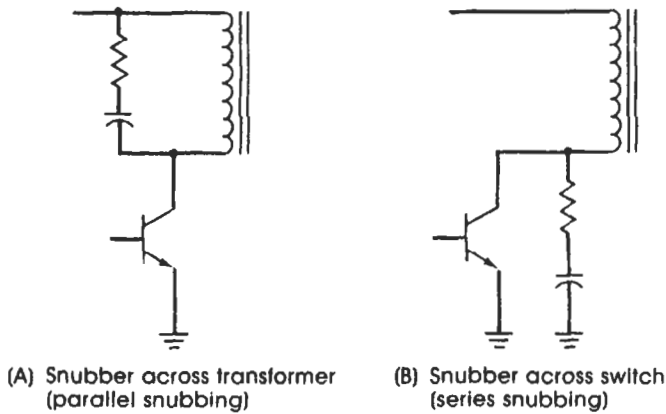 (A) Snubber across transformer
(parallel snubbing)
(B) Snubber across switch
(series snubbing)